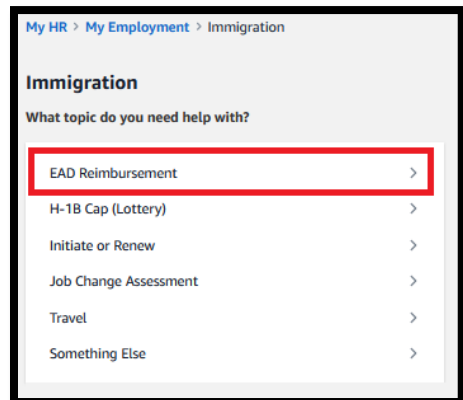 My HR > My Employment > Immigration
Immigration
What topic do you need help with?
EAD Reimbursement
H-1B Cap (Lottery)
Initiate or Renew
Job Change Assessment
Travel
Something Else